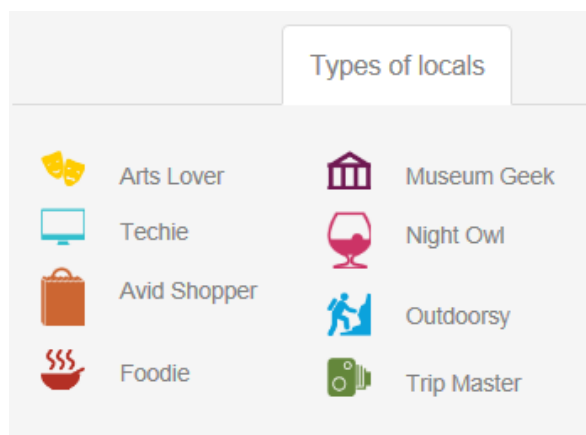 Types of locals
Arts Lover
Museum Geek
Techie
Night Owl
Avid Shopper
Outdoorsy
Foodie
Trip Master